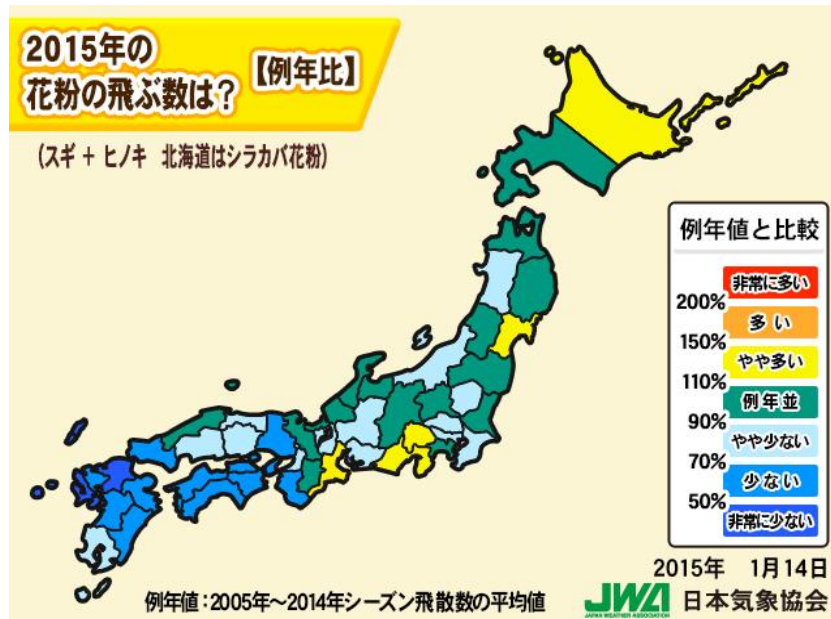 2015年の
花粉の飛ぶ数は？【例年比】
（スギ + ヒノキ 北海道はシラカバ花粉）
例年値と比較
非常に多い
200%
多い
150%
やや多い
110%
例年並
90%
やや少ない
70%
少ない
50%
非常に少ない
2015年 1月14日
例年値：2005年～2014年シーズン飛散数の平均値
JWA 日本気象協会
JAPAN WEATHER ASSOCIATION